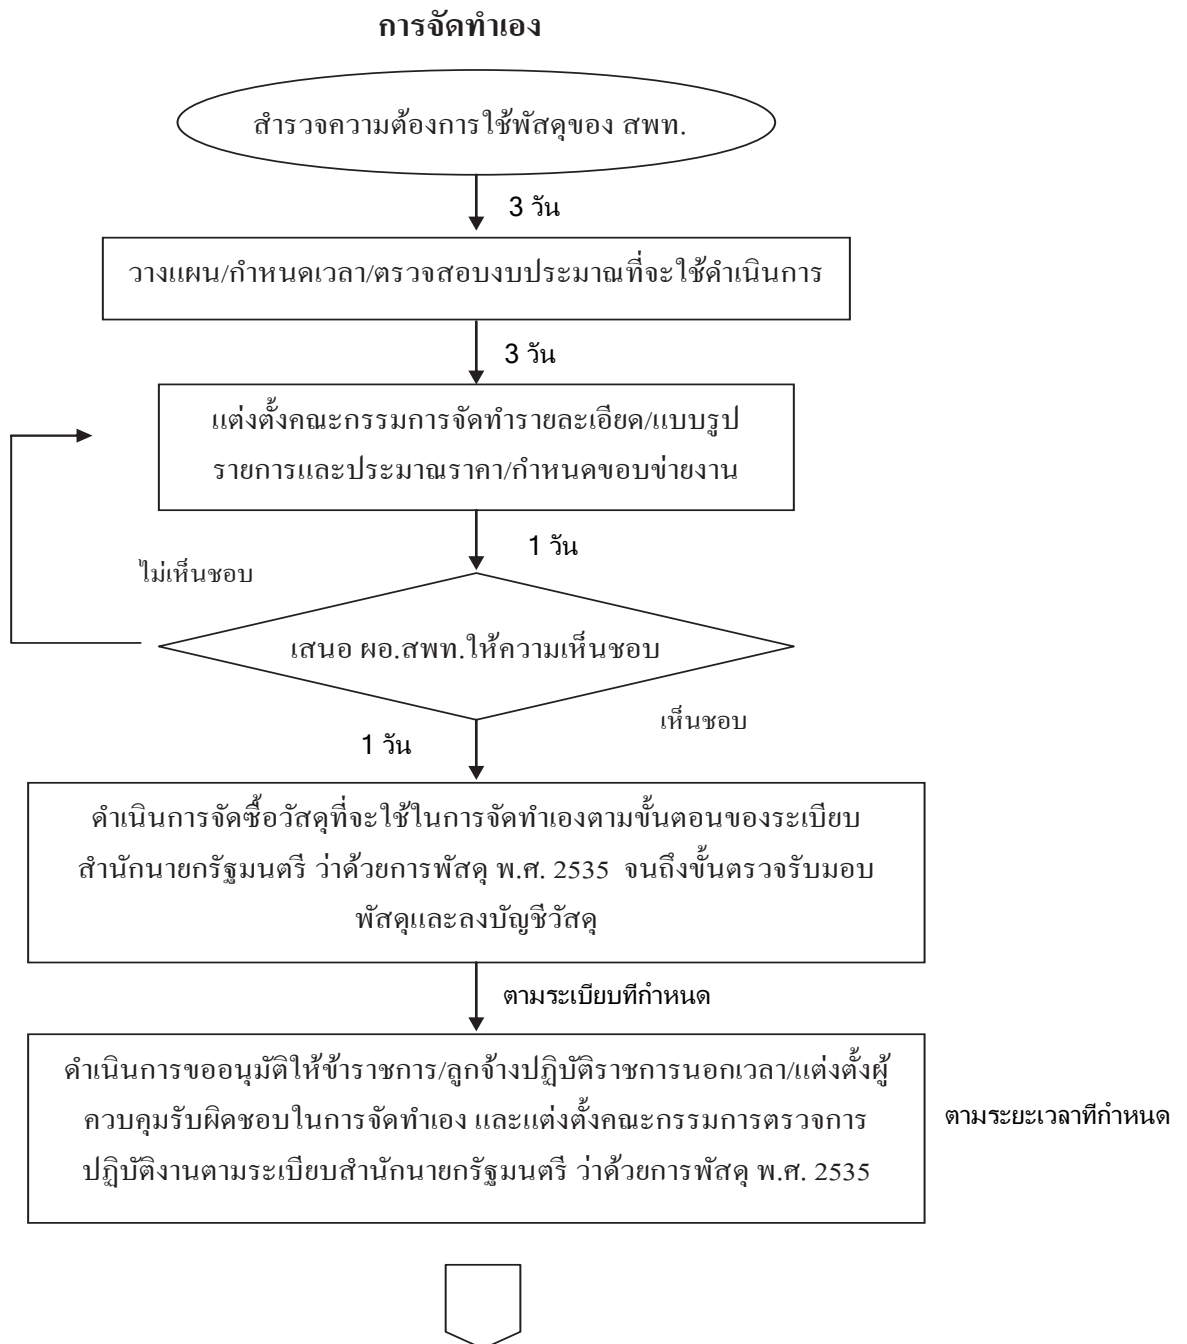 การจัดทำเอง
สำรวจความต้องการใช้พัสดุของ สพท.
3 วัน
วางแผน/กำหนดเวลา/ตรวจสอบงบประมาณที่จะใช้ดำเนินการ
3 วัน
แต่งตั้งคณะกรรมการจัดทำรายละเอียด/แบบรูป
รายการและประมาณราคา/กำหนดขอบข่ายงาน
1 วัน
ไม่เห็นชอบ
เสนอ ผอ.สพท.ให้ความเห็นชอบ
เห็นชอบ
1 วัน
ดำเนินการจัดซื้อวัสดุที่จะใช้ในการจัดทำเองตามขั้นตอนของระเบียบ
สำนักนายกรัฐมนตรี ว่าด้วยการพัสดุ พ.ศ. 2535 จนถึงขั้นตรวจรับมอบ
พัสดุและลงบัญชีวัสดุ
ตามระเบียบทีกำหนด
ดำเนินการขออนุมัติให้ข้าราชการ/ลูกจ้างปฏิบัติราชการนอกเวลา/แต่งตั้งผู้
ควบคุมรับผิดชอบในการจัดทำเอง และแต่งตั้งคณะกรรมการตรวจการ
ปฏิบัติงานตามระเบียบสำนักนายกรัฐมนตรี ว่าด้วยการพัสดุ พ.ศ. 2535
ตามระยะเวลาทีกำหนด